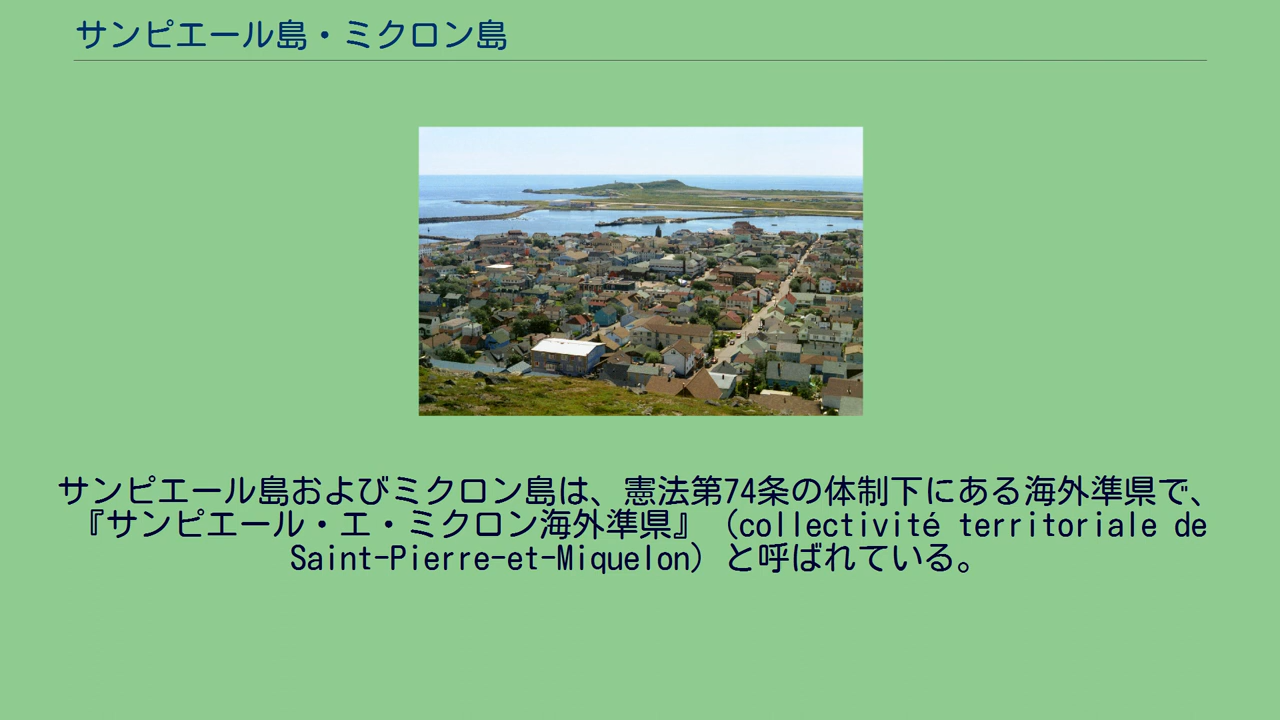 サンピエール島・ミクロン島
サンピエール島およびミクロン島は、憲法第74条の体制下にある海外準県で、
『サンピエール・エ・ミクロン海外準県』（collectivité territoriale de
Saint-Pierre-et-Miquelon）と呼ばれている。